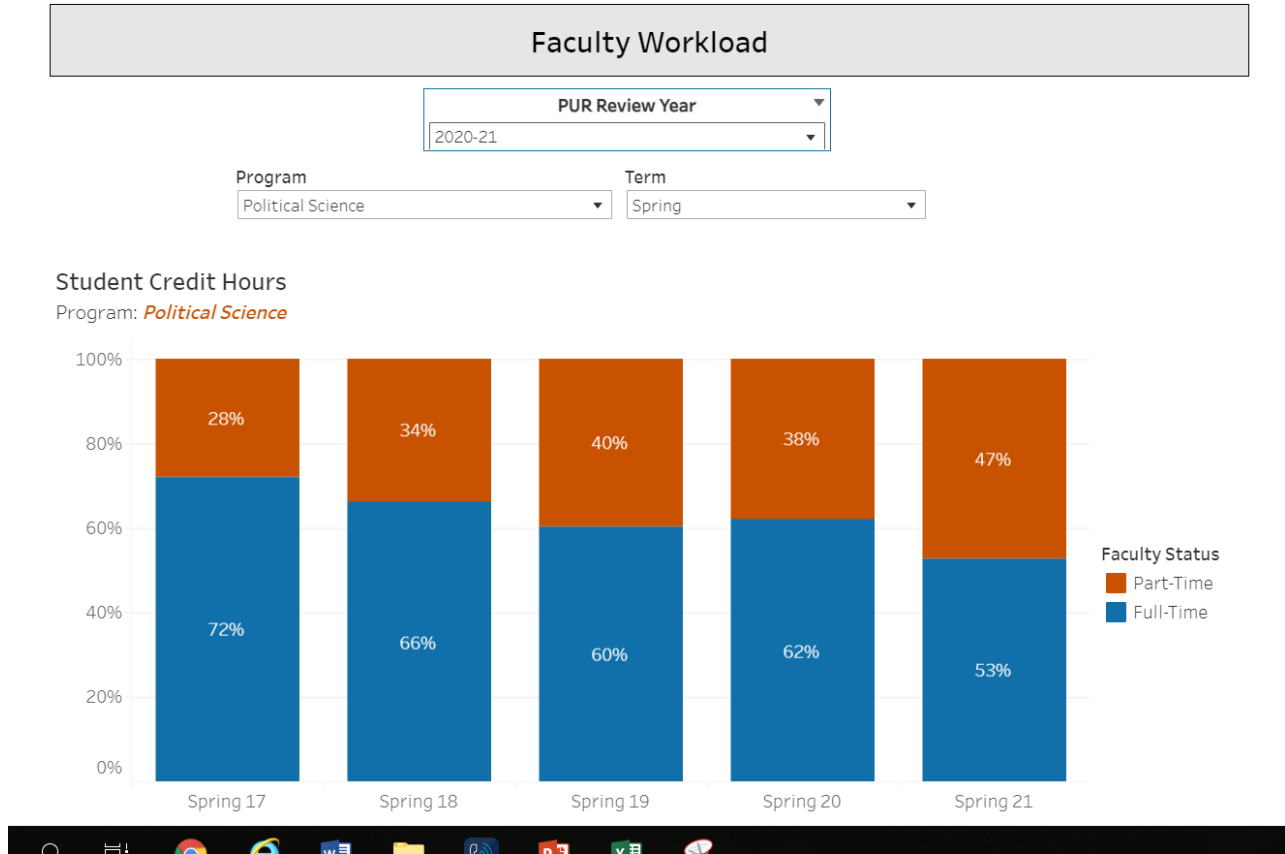 Faculty Workload
PUR Review Year
2020-21
Program
Term
Political Science
Spring
Student Credit Hours
Program: Political Science
100%
80%
60%
40%
20%
0%
28%
34%
40%
38%
47%
72%
66%
60%
62%
53%
Spring 17
Spring 18
Spring 19
Spring 20
Spring 21
Faculty Status
Part-Time
Full-Time